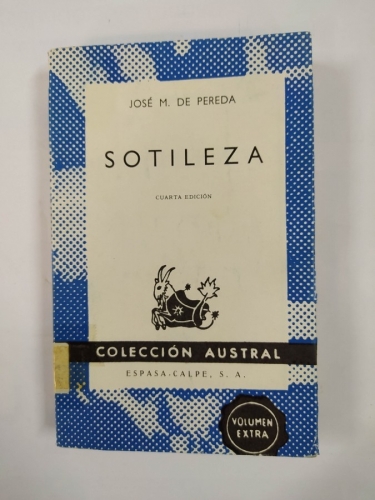 JOSÉ M. DE PEREDA
SOTILEZA
CUARTA EDICIÓN
COLECCIÓN AUSTRAL
ESPASA-CALPE, S. A.
VOLUMEN
EXTRA